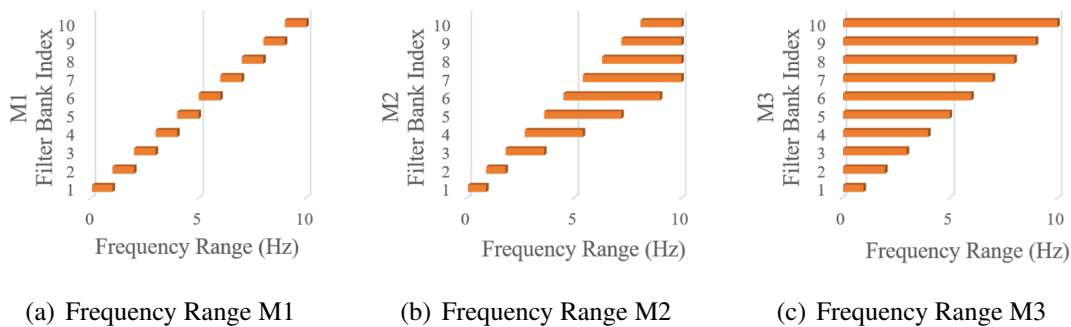 M1
Filter Bank Index
10
9
8
7
6
5
4
3
2
1
0 5 10
Frequency Range (Hz)
(a) Frequency Range M1
M2
Filter Bank Index
10
9
8
7
6
5
4
3
2
1
0 5 10
Frequency Range (Hz)
(b) Frequency Range M2
M3
Filter Bank Index
10
9
8
7
6
5
4
3
2
1
0 5 10
Frequency Range (Hz)
(c) Frequency Range M3